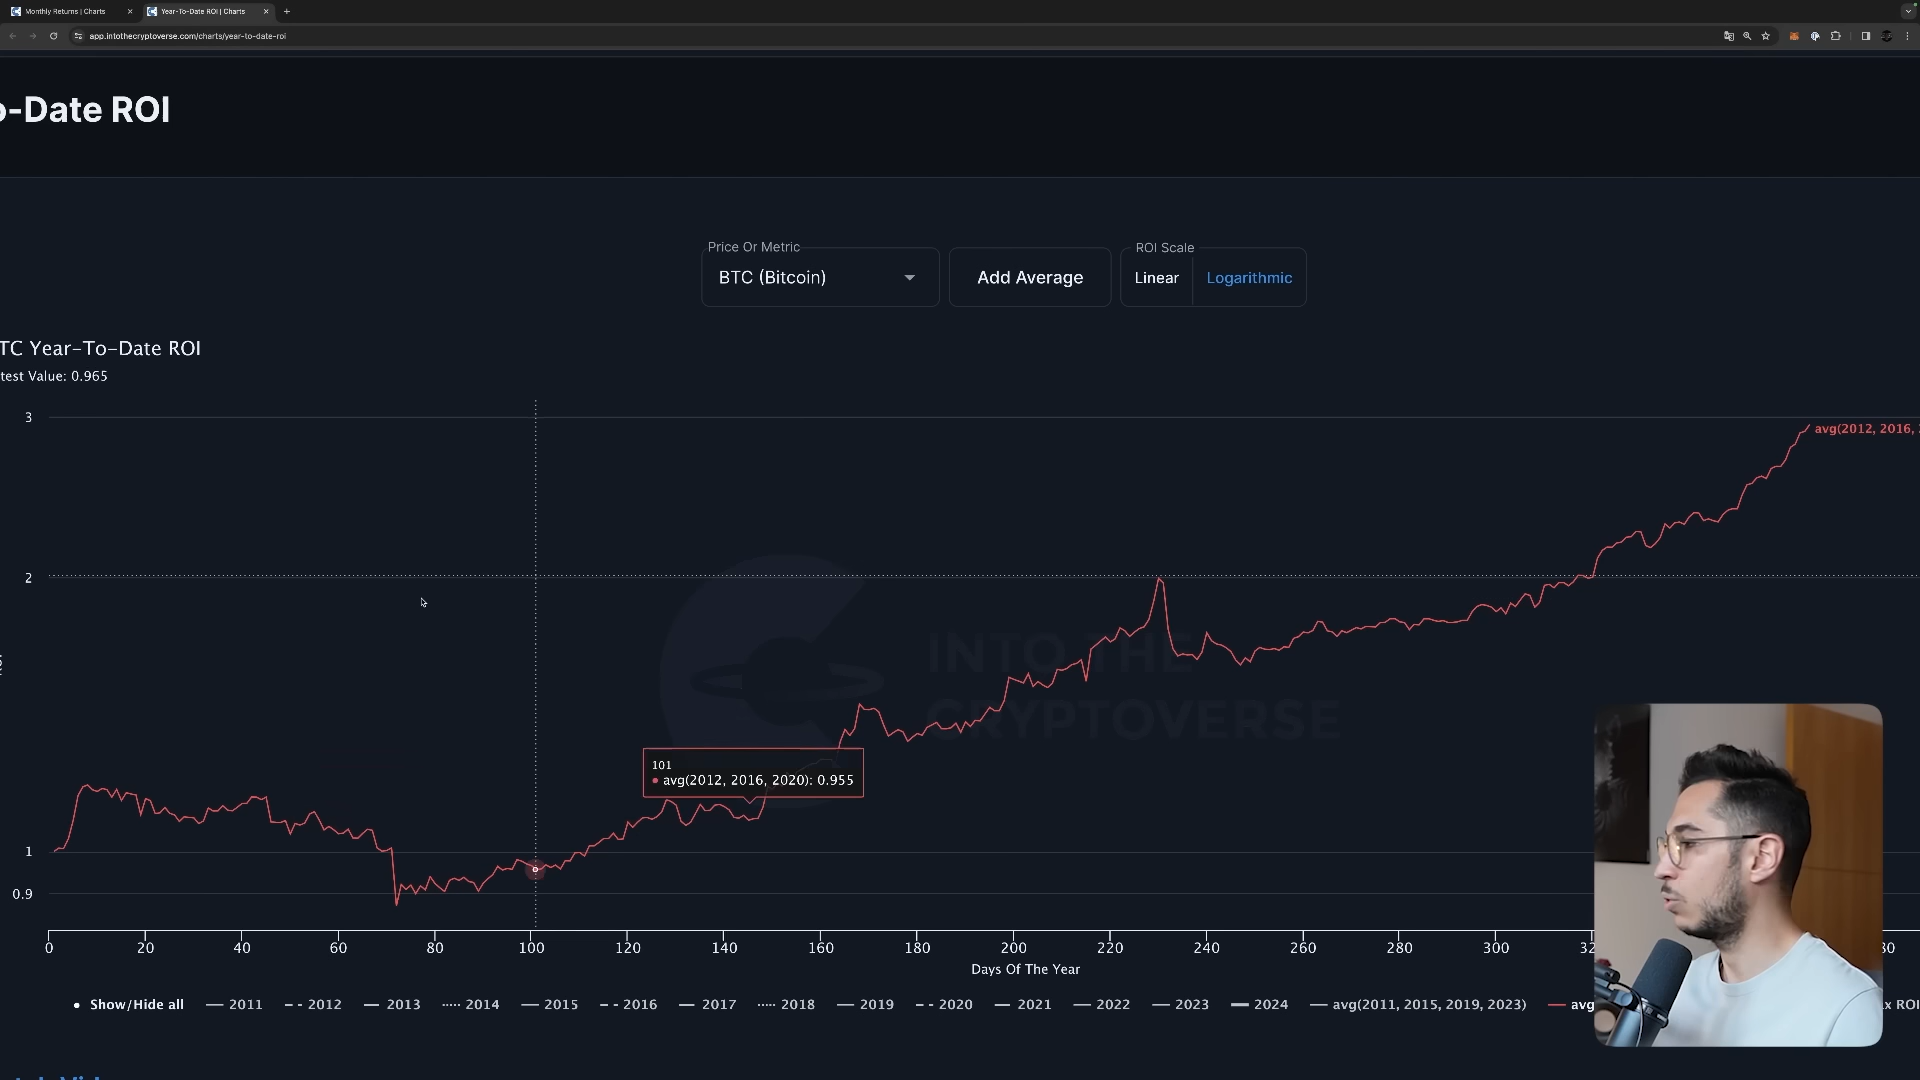 Monthly Returns | Charts
Year-To-Date ROI | Charts
app.intothecryptoverse.com/charts/year-to-date-roi
o-Date ROI
Price Or Metric
BTC (Bitcoin)
Add Average
ROI Scale
Linear
Logarithmic
TC Year-To-Date ROI
test Value: 0.965
3
avg(2012, 2016,
2
INTO THE
CRYPTOVERSE
101
avg(2012, 2016, 2020): 0.955
1
0.9
0 20 40 60 80 100 120 140 160 180 200 220 240 260 280 300 32 80
Days Of The Year
Show/Hide all 2011 2012 2013 2014 2015 2016 2017 2018 2019 2020 2021 2022 2023 2024 avg(2011, 2015, 2019, 2023) avg x ROI